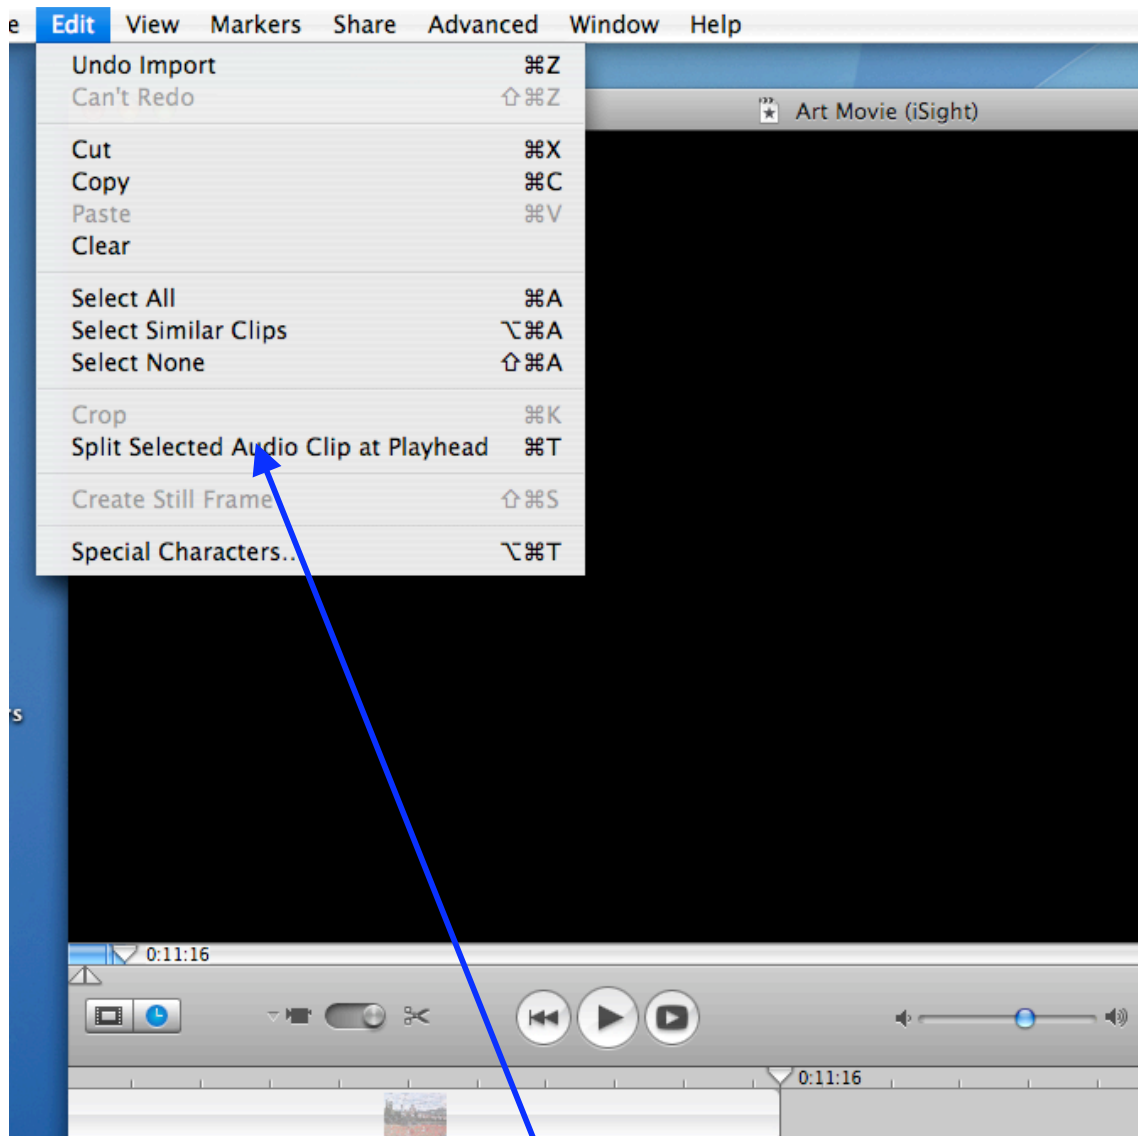 e Edit View Markers Share Advanced Window Help
Undo Import ⌘Z
Can't Redo ⇧⌘Z
Art Movie (iSight)
Cut ⌘X
Copy ⌘C
Paste ⌘V
Clear
Select All ⌘A
Select Similar Clips ⌥⌘A
Select None ⇧⌘A
Crop ⌘K
Split Selected Audio Clip at Playhead ⌘T
Create Still Frame ⇧⌘S
Special Characters... ⌥⌘T
rs
0:11:16
0:11:16